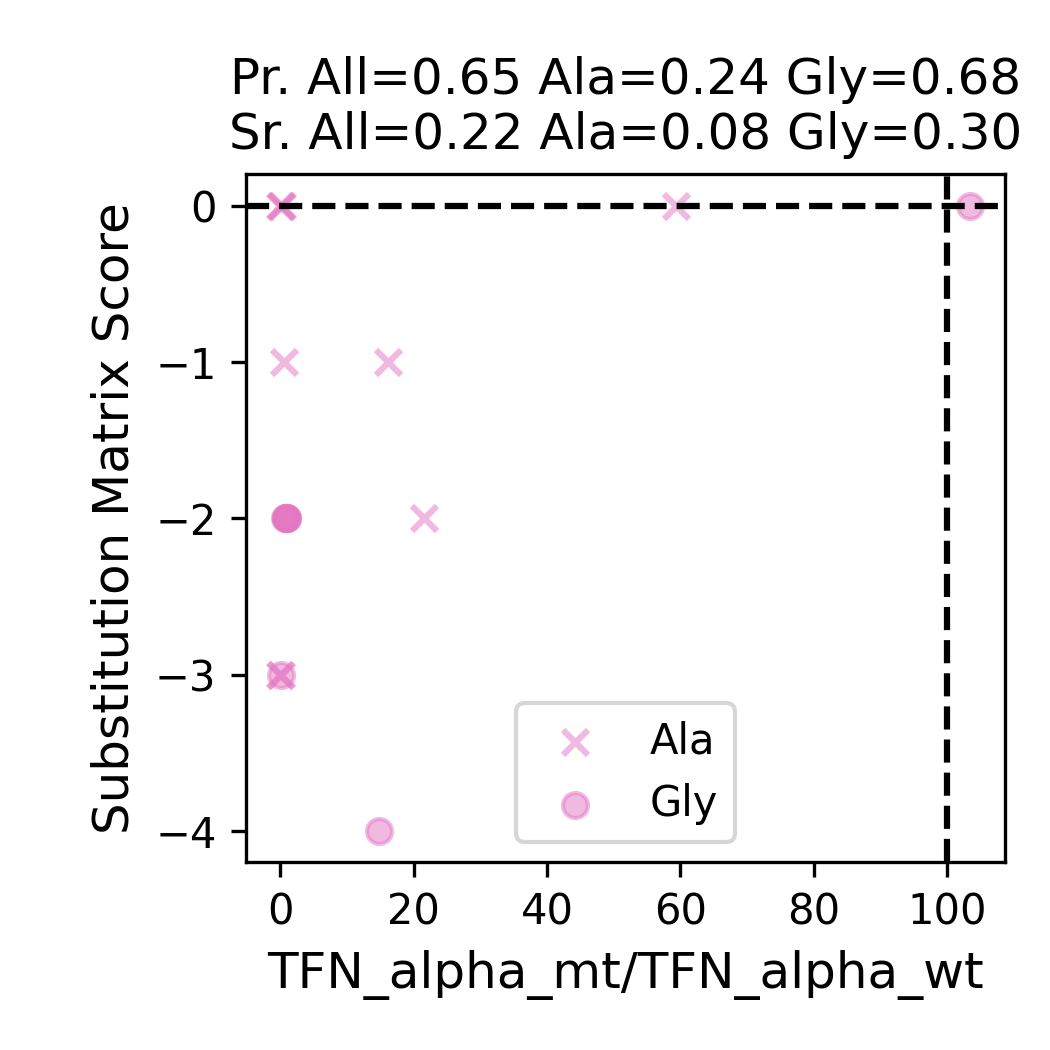 Pr. All=0.65 Ala=0.24 Gly=0.68
Sr. All=0.22 Ala=0.08 Gly=0.30
Substitution Matrix Score
0
−1
−2
−3
−4
Ala
Gly
0 20 40 60 80 100
TFN_alpha_mt/TFN_alpha_wt